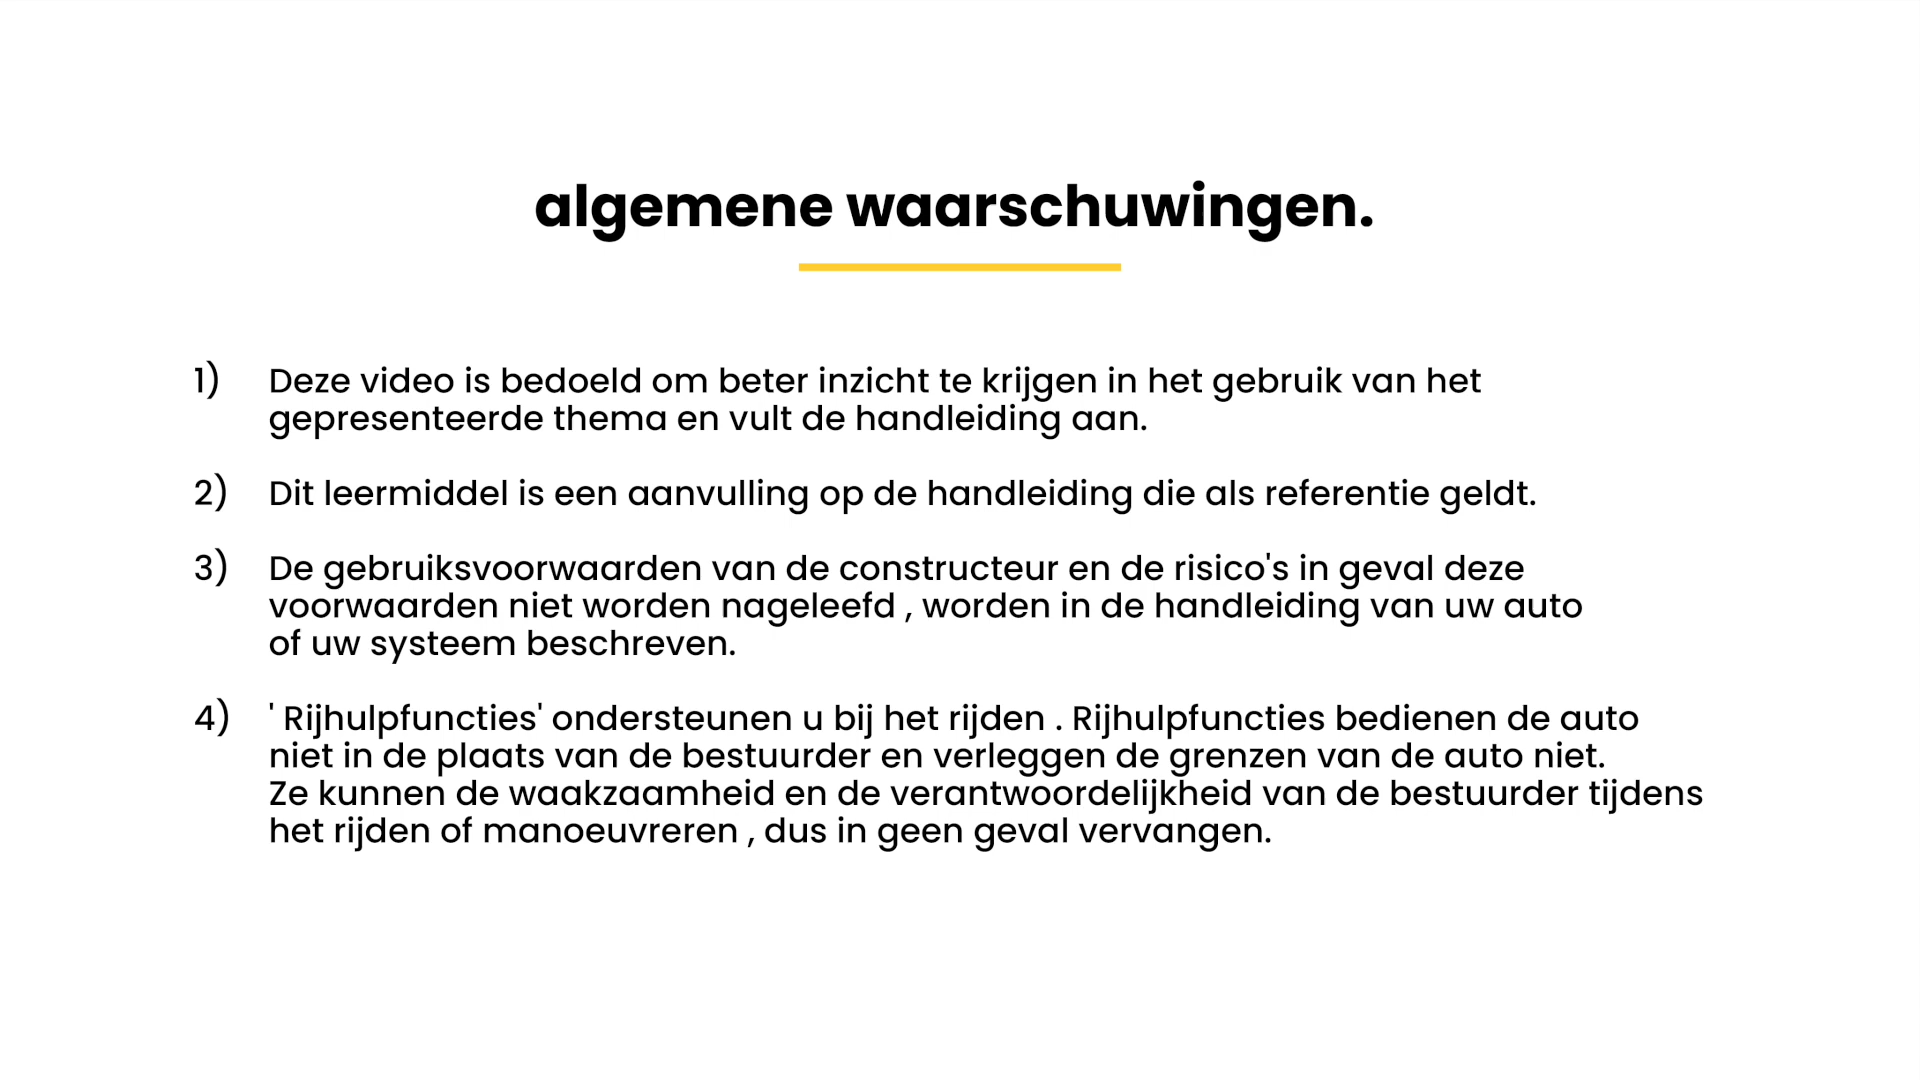 algemene waarschuwingen.
1) Deze video is bedoeld om beter inzicht te krijgen in het gebruik van het
gepresenteerde thema en vult de handleiding aan.
2) Dit leermiddel is een aanvulling op de handleiding die als referentie geldt.
3) De gebruiksvoorwaarden van de constructeur en de risico's in geval deze
voorwaarden niet worden nageleefd , worden in de handleiding van uw auto
of uw systeem beschreven.
4) ' Rijhulpfuncties' ondersteunen u bij het rijden . Rijhulpfuncties bedienen de auto
niet in de plaats van de bestuurder en verleggen de grenzen van de auto niet.
Ze kunnen de waakzaamheid en de verantwoordelijkheid van de bestuurder tijdens
het rijden of manoeuvreren , dus in geen geval vervangen.